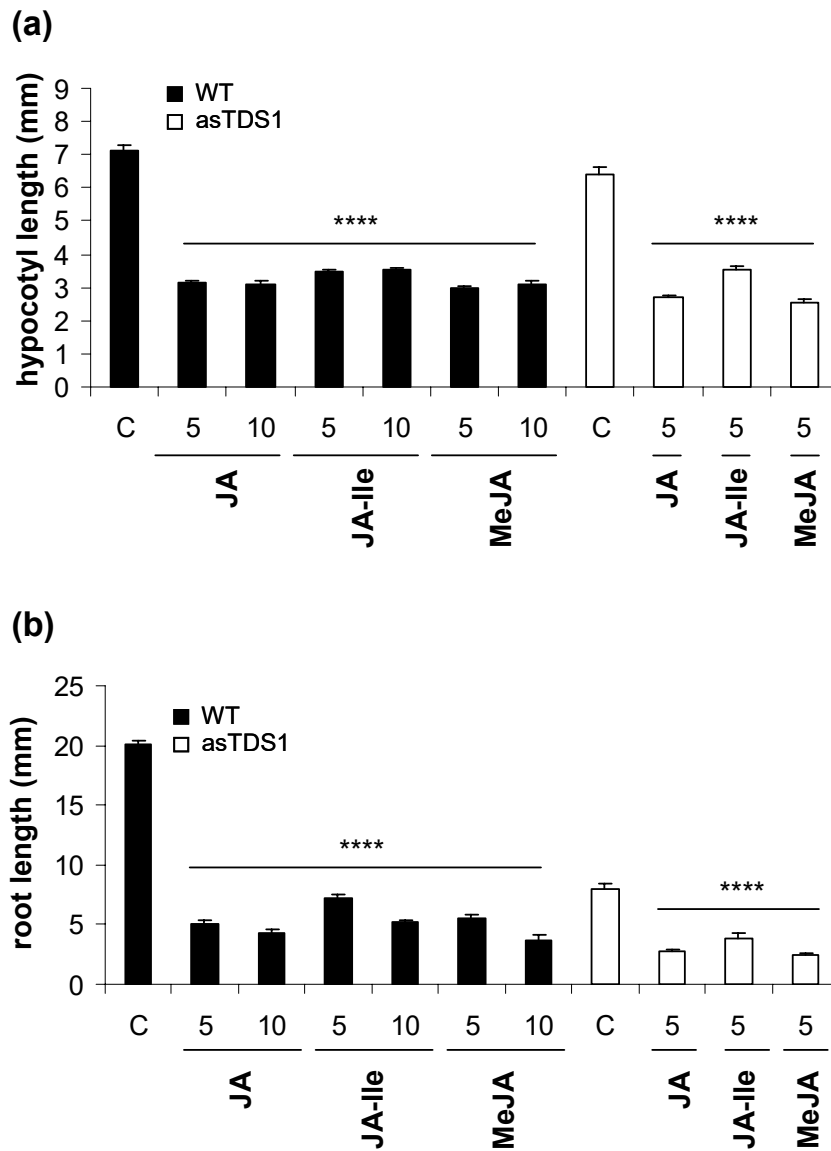 (a)
hypocotyl length (mm)
9
8
7
6
5
4
3
2
1
0
WT
asTDS1
**** ****
C 5 10 5 10 5 10 C 5 5 5
JA JA-Ile MeJA JA JA-Ile MeJA
(b)
root length (mm)
25
20
15
10
5
0
WT
asTDS1
**** ****
C 5 10 5 10 5 10 C 5 5 5
JA JA-Ile MeJA JA JA-Ile MeJA